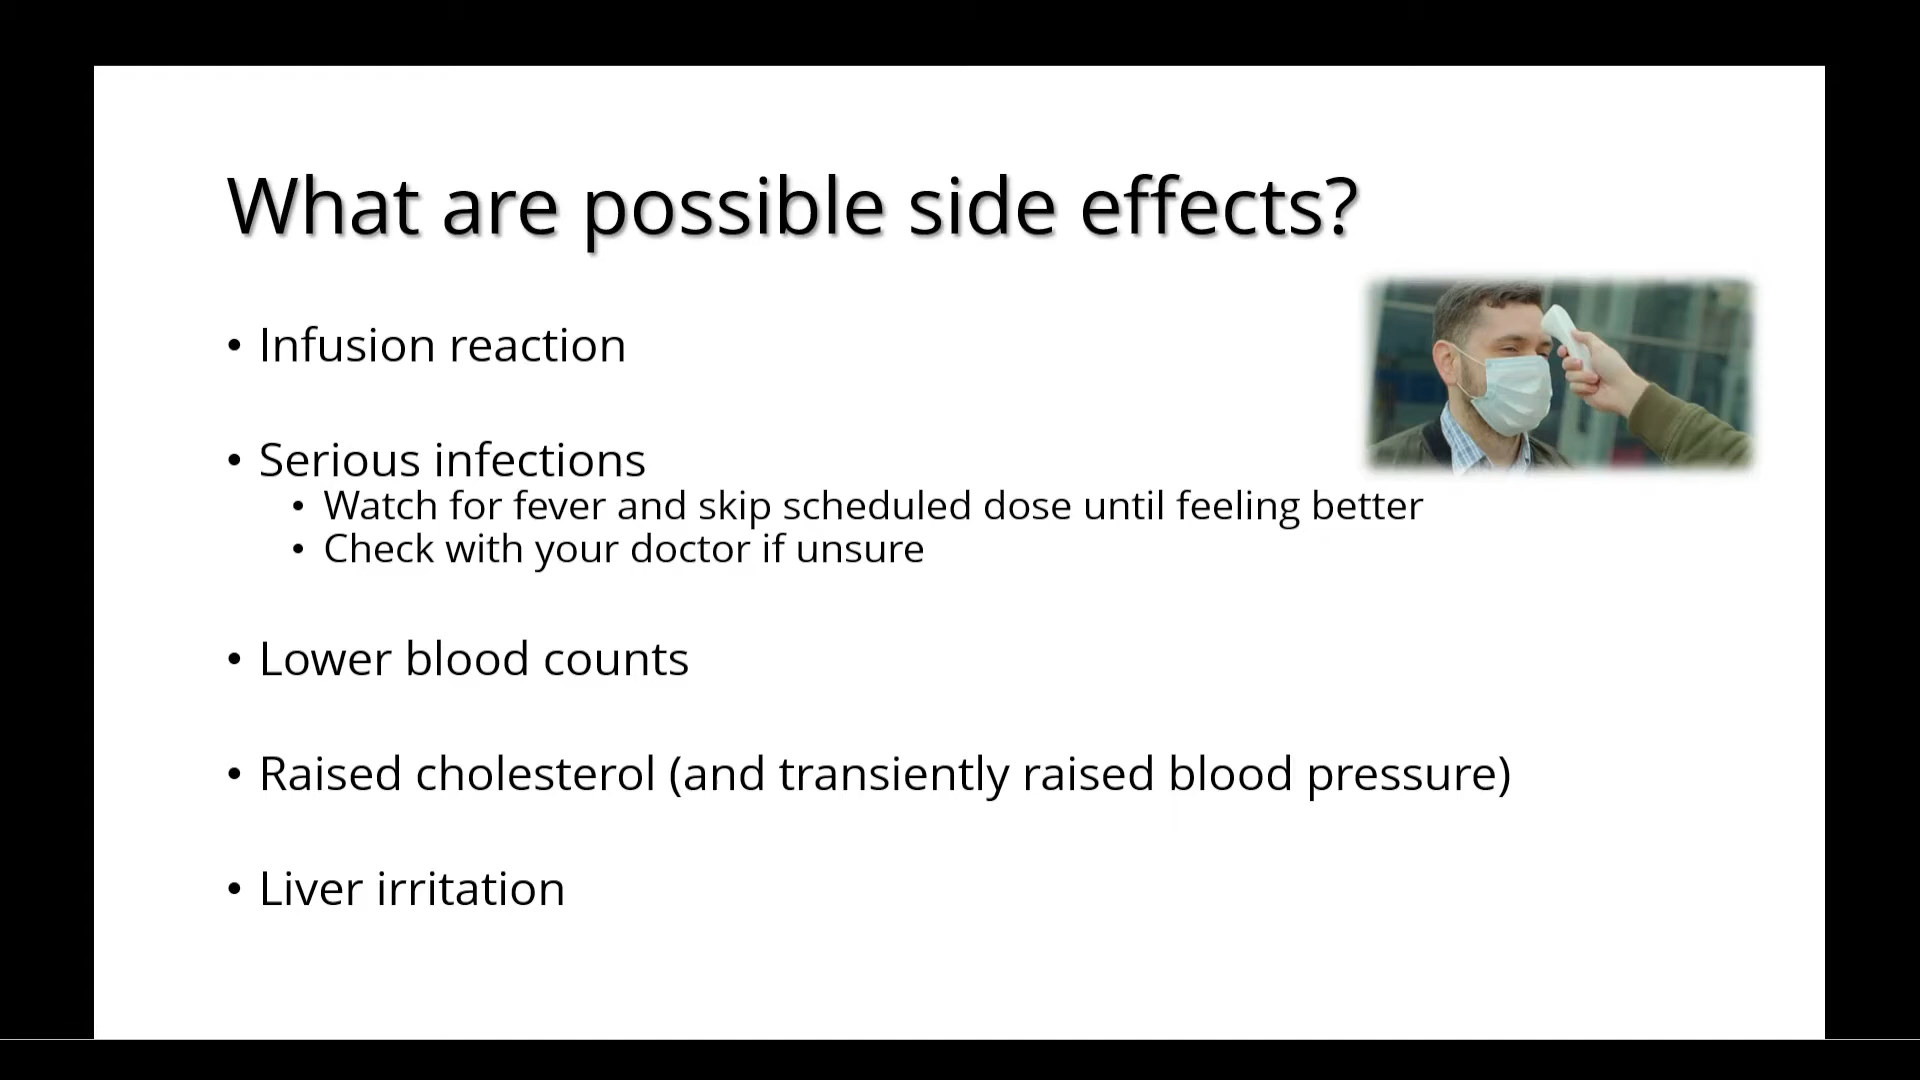 What are possible side effects?
• Infusion reaction
• Serious infections
• Watch for fever and skip scheduled dose until feeling better
• Check with your doctor if unsure
• Lower blood counts
• Raised cholesterol (and transiently raised blood pressure)
• Liver irritation